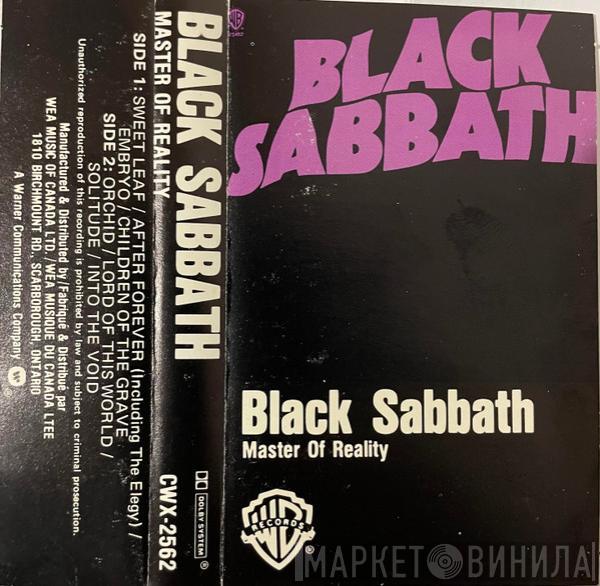 BLACK
SABBATH
Black Sabbath
Master Of Reality
WB
RECORDS
®
BLACK SABBATH
MASTER OF REALITY
CWX-2562
DOLBY SYSTEM ®
SIDE 1: SWEET LEAF / AFTER FOREVER (Including The Elegy) /
EMBRYO / CHILDREN OF THE GRAVE
SIDE 2: ORCHID / LORD OF THIS WORLD /
SOLITUDE / INTO THE VOID
Unauthorized reproduction of this recording is prohibited by law and subject to criminal prosecution.
Manufactured & Distributed by / Fabriqué & Distribué par
WEA MUSIC OF CANADA LTD. / WEA MUSIQUE DU CANADA LTEE
1810 BIRCHMOUNT RD., SCARBOROUGH, ONTARIO
A Warner Communications Company
®
МАРКЕТ ВИНИЛА